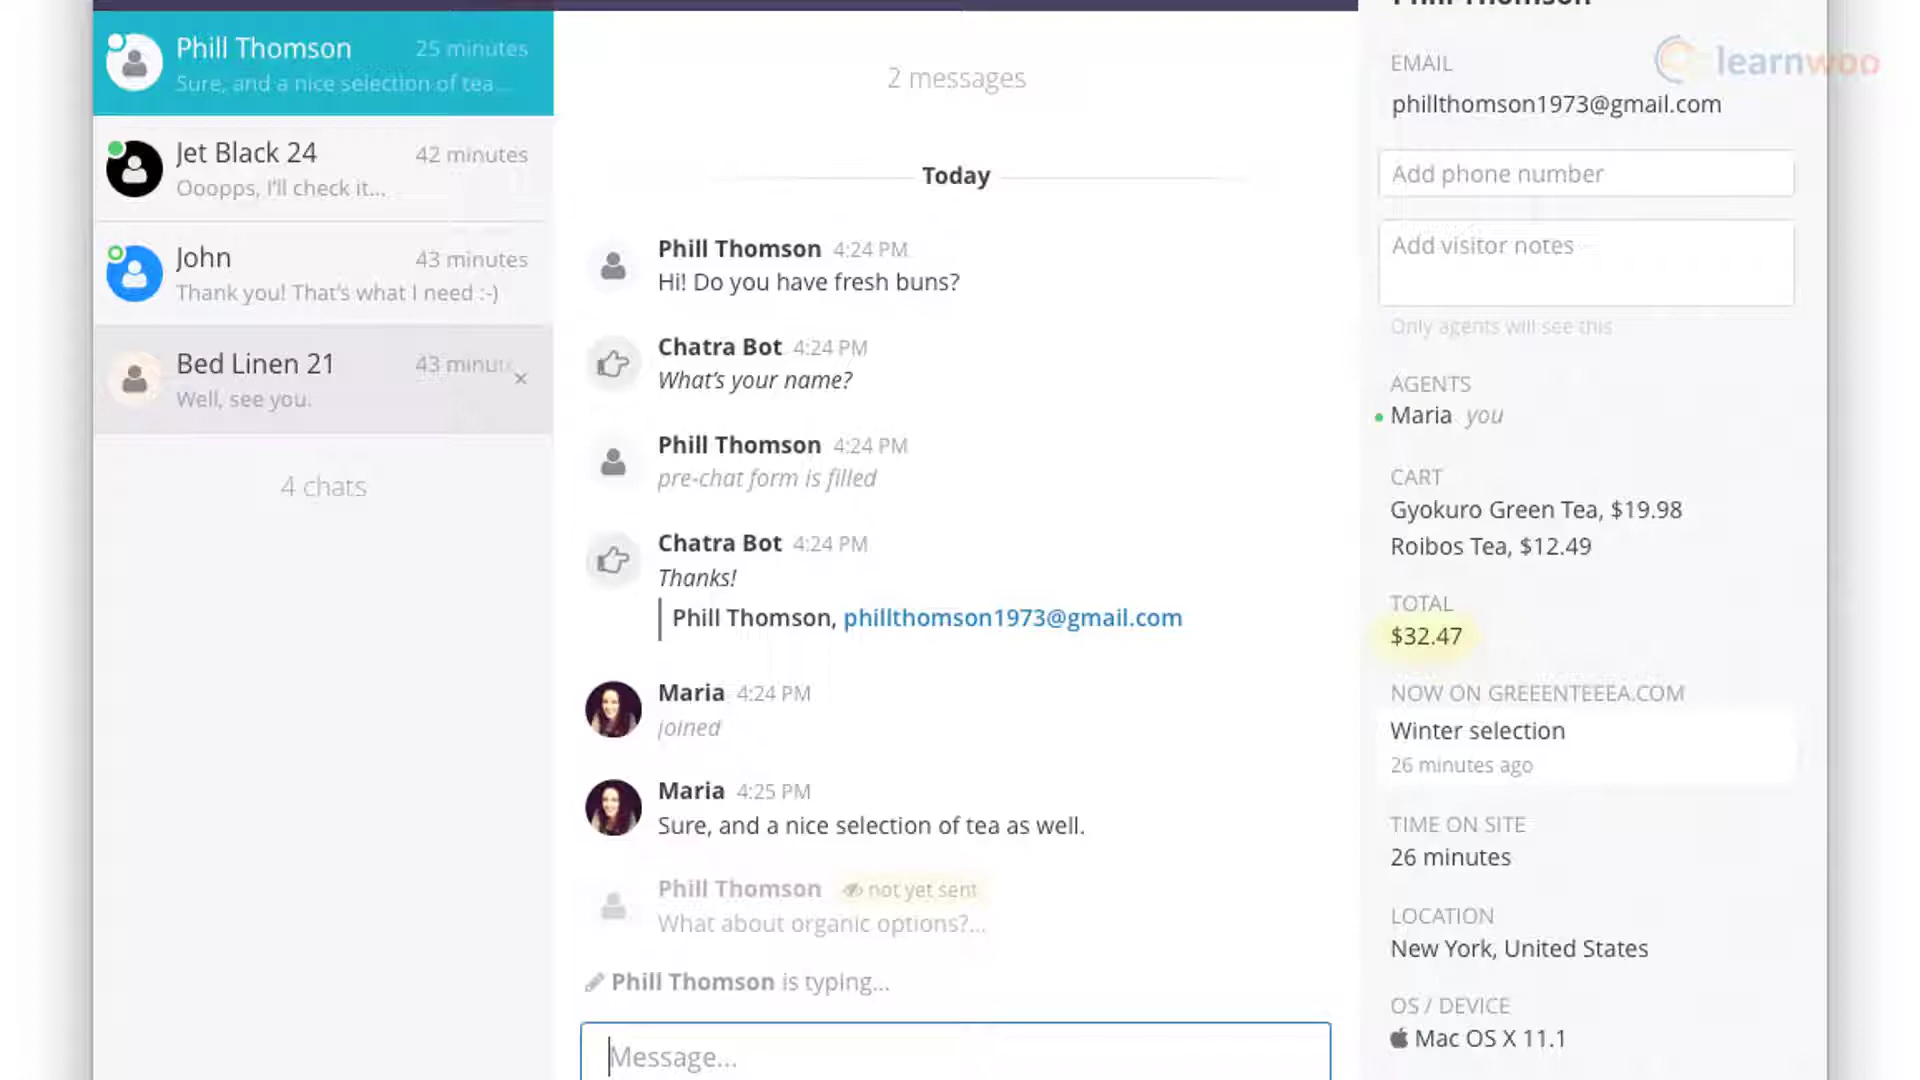 Phill Thomson 25 minutes
Sure, and a nice selection of tea...
Jet Black 24 42 minutes
Ooopps, I'll check it...
John 43 minutes
Thank you! That's what I need :-)
Bed Linen 21 43 minut
Well, see you.
4 chats
2 messages
Today
Phill Thomson 4:24 PM
Hi! Do you have fresh buns?
Chatra Bot 4:24 PM
What's your name?
Phill Thomson 4:24 PM
pre-chat form is filled
Chatra Bot 4:24 PM
Thanks!
Phill Thomson, phillthomson1973@gmail.com
Maria 4:24 PM
joined
Maria 4:25 PM
Sure, and a nice selection of tea as well.
Phill Thomson not yet sent
What about organic options?...
Phill Thomson is typing...
Message...
Phill Thomson
learnwoo
EMAIL
phillthomson1973@gmail.com
Add phone number
Add visitor notes
Only agents will see this
AGENTS
Maria you
CART
Gyokuro Green Tea, $19.98
Roibos Tea, $12.49
TOTAL
$32.47
NOW ON GREEENTEEEA.COM
Winter selection
26 minutes ago
TIME ON SITE
26 minutes
LOCATION
New York, United States
OS / DEVICE
Mac OS X 11.1